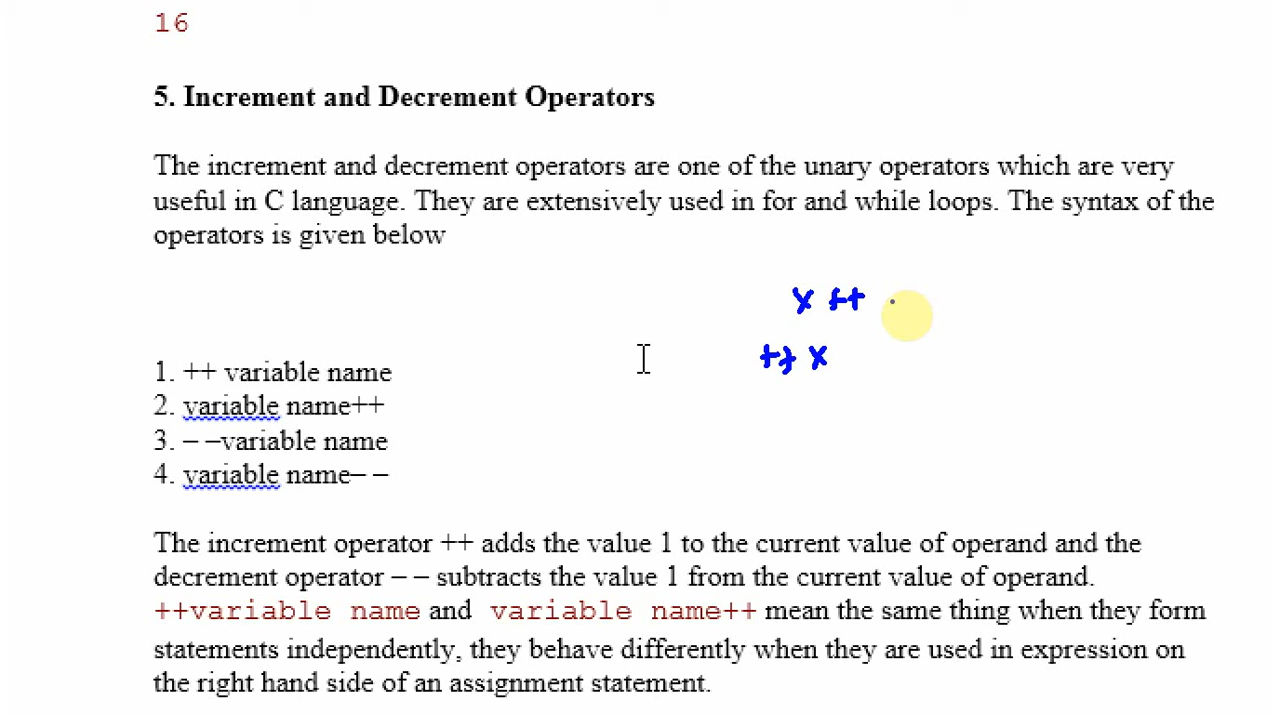 16
5. Increment and Decrement Operators
The increment and decrement operators are one of the unary operators which are very
useful in C language. They are extensively used in for and while loops. The syntax of the
operators is given below
x ++
++ x
1. ++ variable name
2. variable name++
3. – –variable name
4. variable name– –
The increment operator ++ adds the value 1 to the current value of operand and the
decrement operator – – subtracts the value 1 from the current value of operand.
++variable name and variable name++ mean the same thing when they form
statements independently, they behave differently when they are used in expression on
the right hand side of an assignment statement.